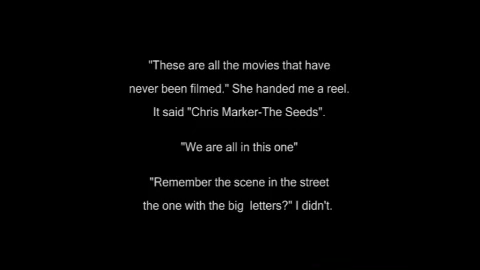 "These are all the movies that have
never been filmed." She handed me a reel.
It said "Chris Marker-The Seeds".
"We are all in this one"
"Remember the scene in the street
the one with the big  letters?" I didn't.